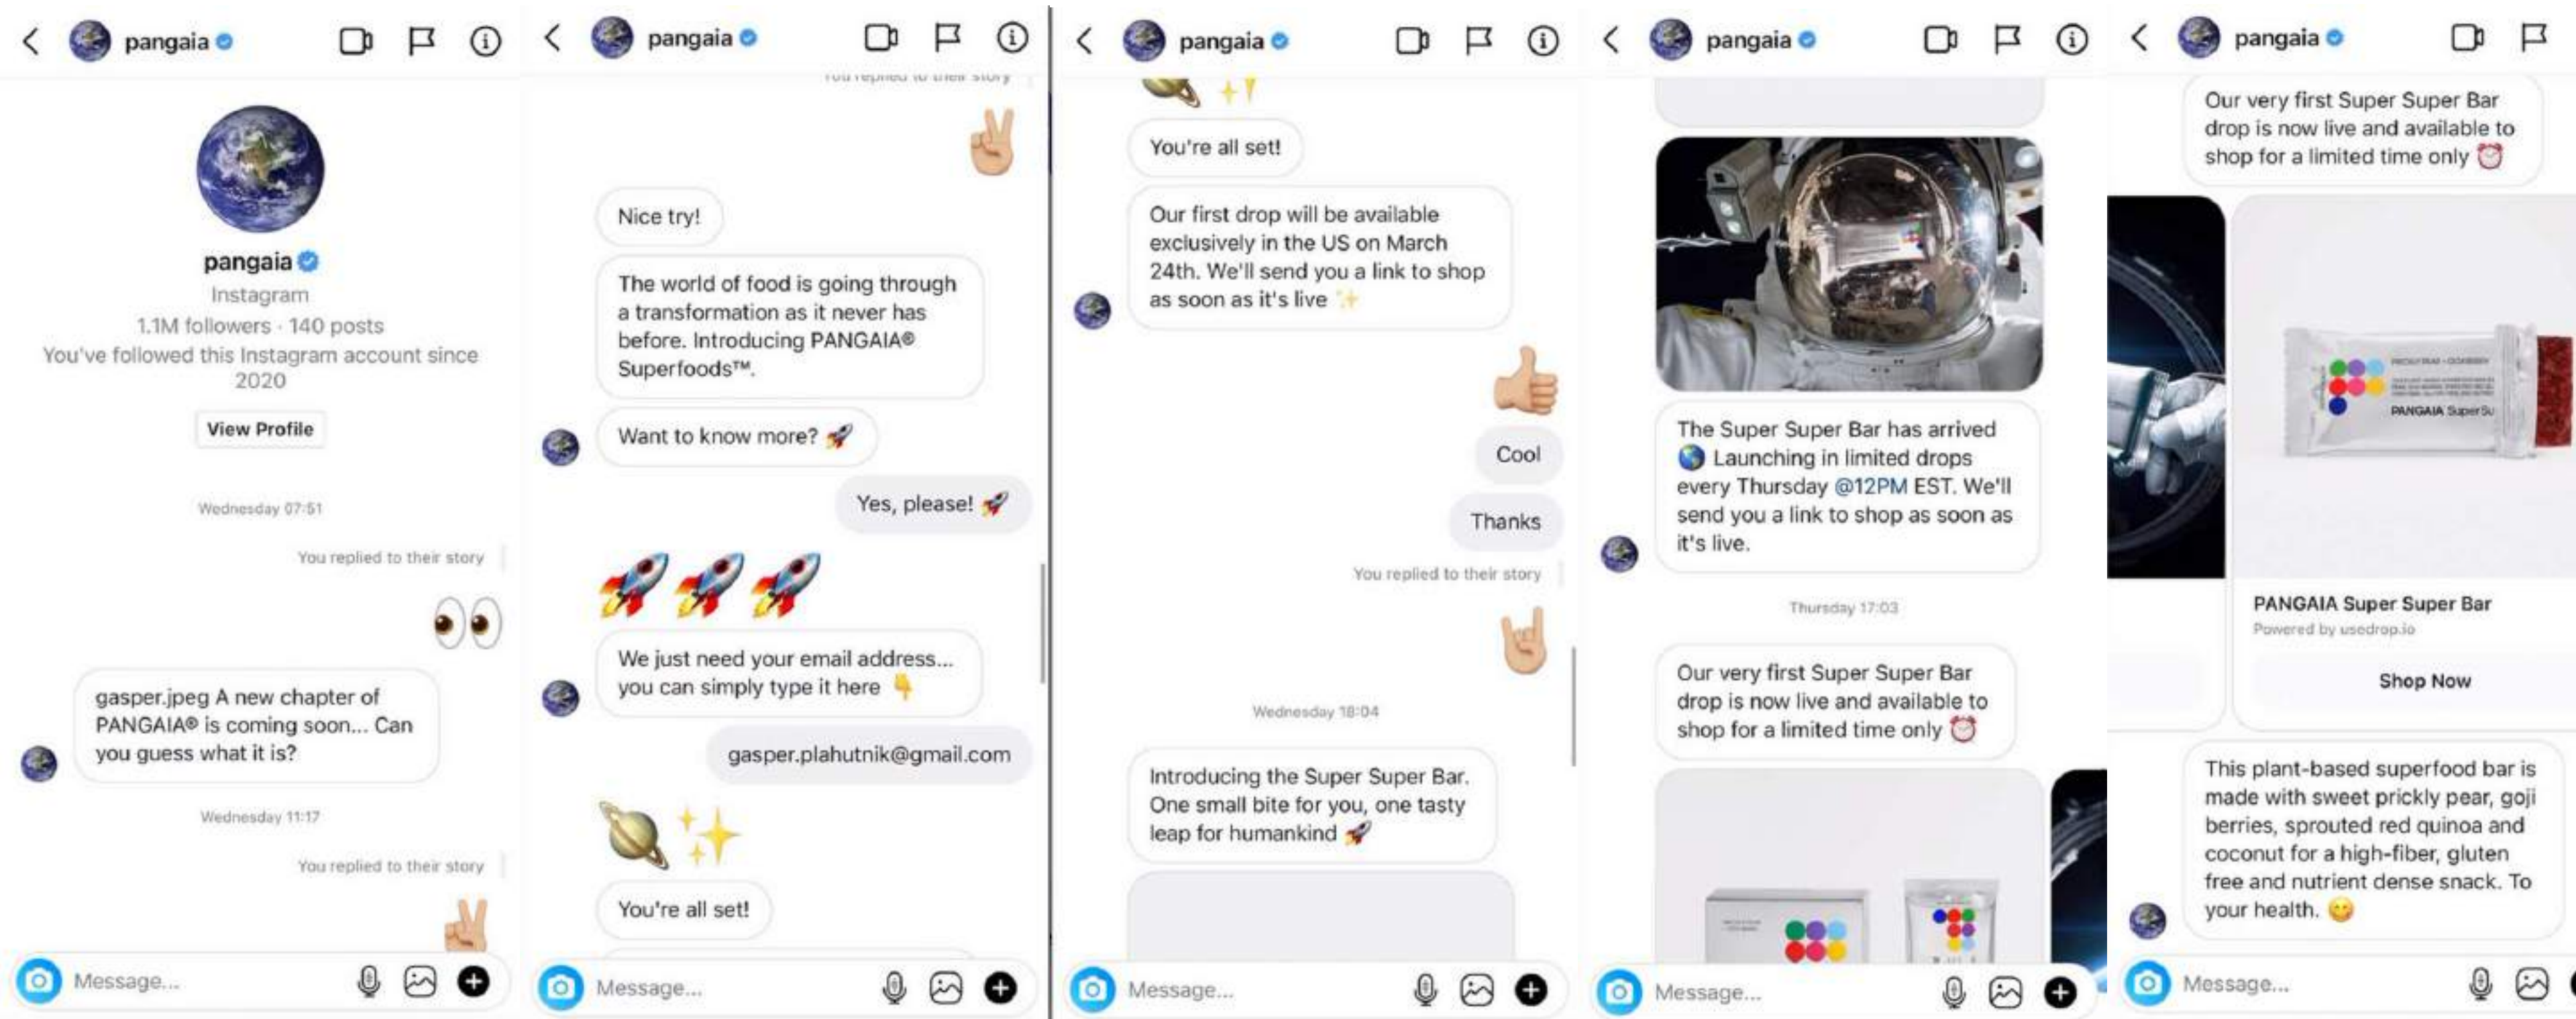 pangaia
pangaia
Instagram
1.1M followers · 140 posts
You've followed this Instagram account since
2020
View Profile
Wednesday 07:51
You replied to their story
gasper.jpeg A new chapter of
PANGAIA® is coming soon... Can
you guess what it is?
Wednesday 11:17
You replied to their story
Message...
pangaia
You replied to their story
Nice try!
The world of food is going through
a transformation as it never has
before. Introducing PANGAIA®
Superfoods™.
Want to know more? 🚀
Yes, please! 🚀
🚀🚀🚀
We just need your email address...
you can simply type it here 👇
gasper.plahutnik@gmail.com
🪐✨
You're all set!
Message...
pangaia
You're all set!
Our first drop will be available
exclusively in the US on March
24th. We'll send you a link to shop
as soon as it's live ✨
Cool
Thanks
You replied to their story
Wednesday 18:04
Introducing the Super Super Bar.
One small bite for you, one tasty
leap for humankind 🚀
Message...
pangaia
The Super Super Bar has arrived
🌎 Launching in limited drops
every Thursday @12PM EST. We'll
send you a link to shop as soon as
it's live.
Thursday 17:03
Our very first Super Super Bar
drop is now live and available to
shop for a limited time only ⏰
Message...
pangaia
Our very first Super Super Bar
drop is now live and available to
shop for a limited time only ⏰
PANGAIA Super Su
PANGAIA Super Super Bar
Powered by usedrop.io
Shop Now
This plant-based superfood bar is
made with sweet prickly pear, goji
berries, sprouted red quinoa and
coconut for a high-fiber, gluten
free and nutrient dense snack. To
your health. 😋
Message...